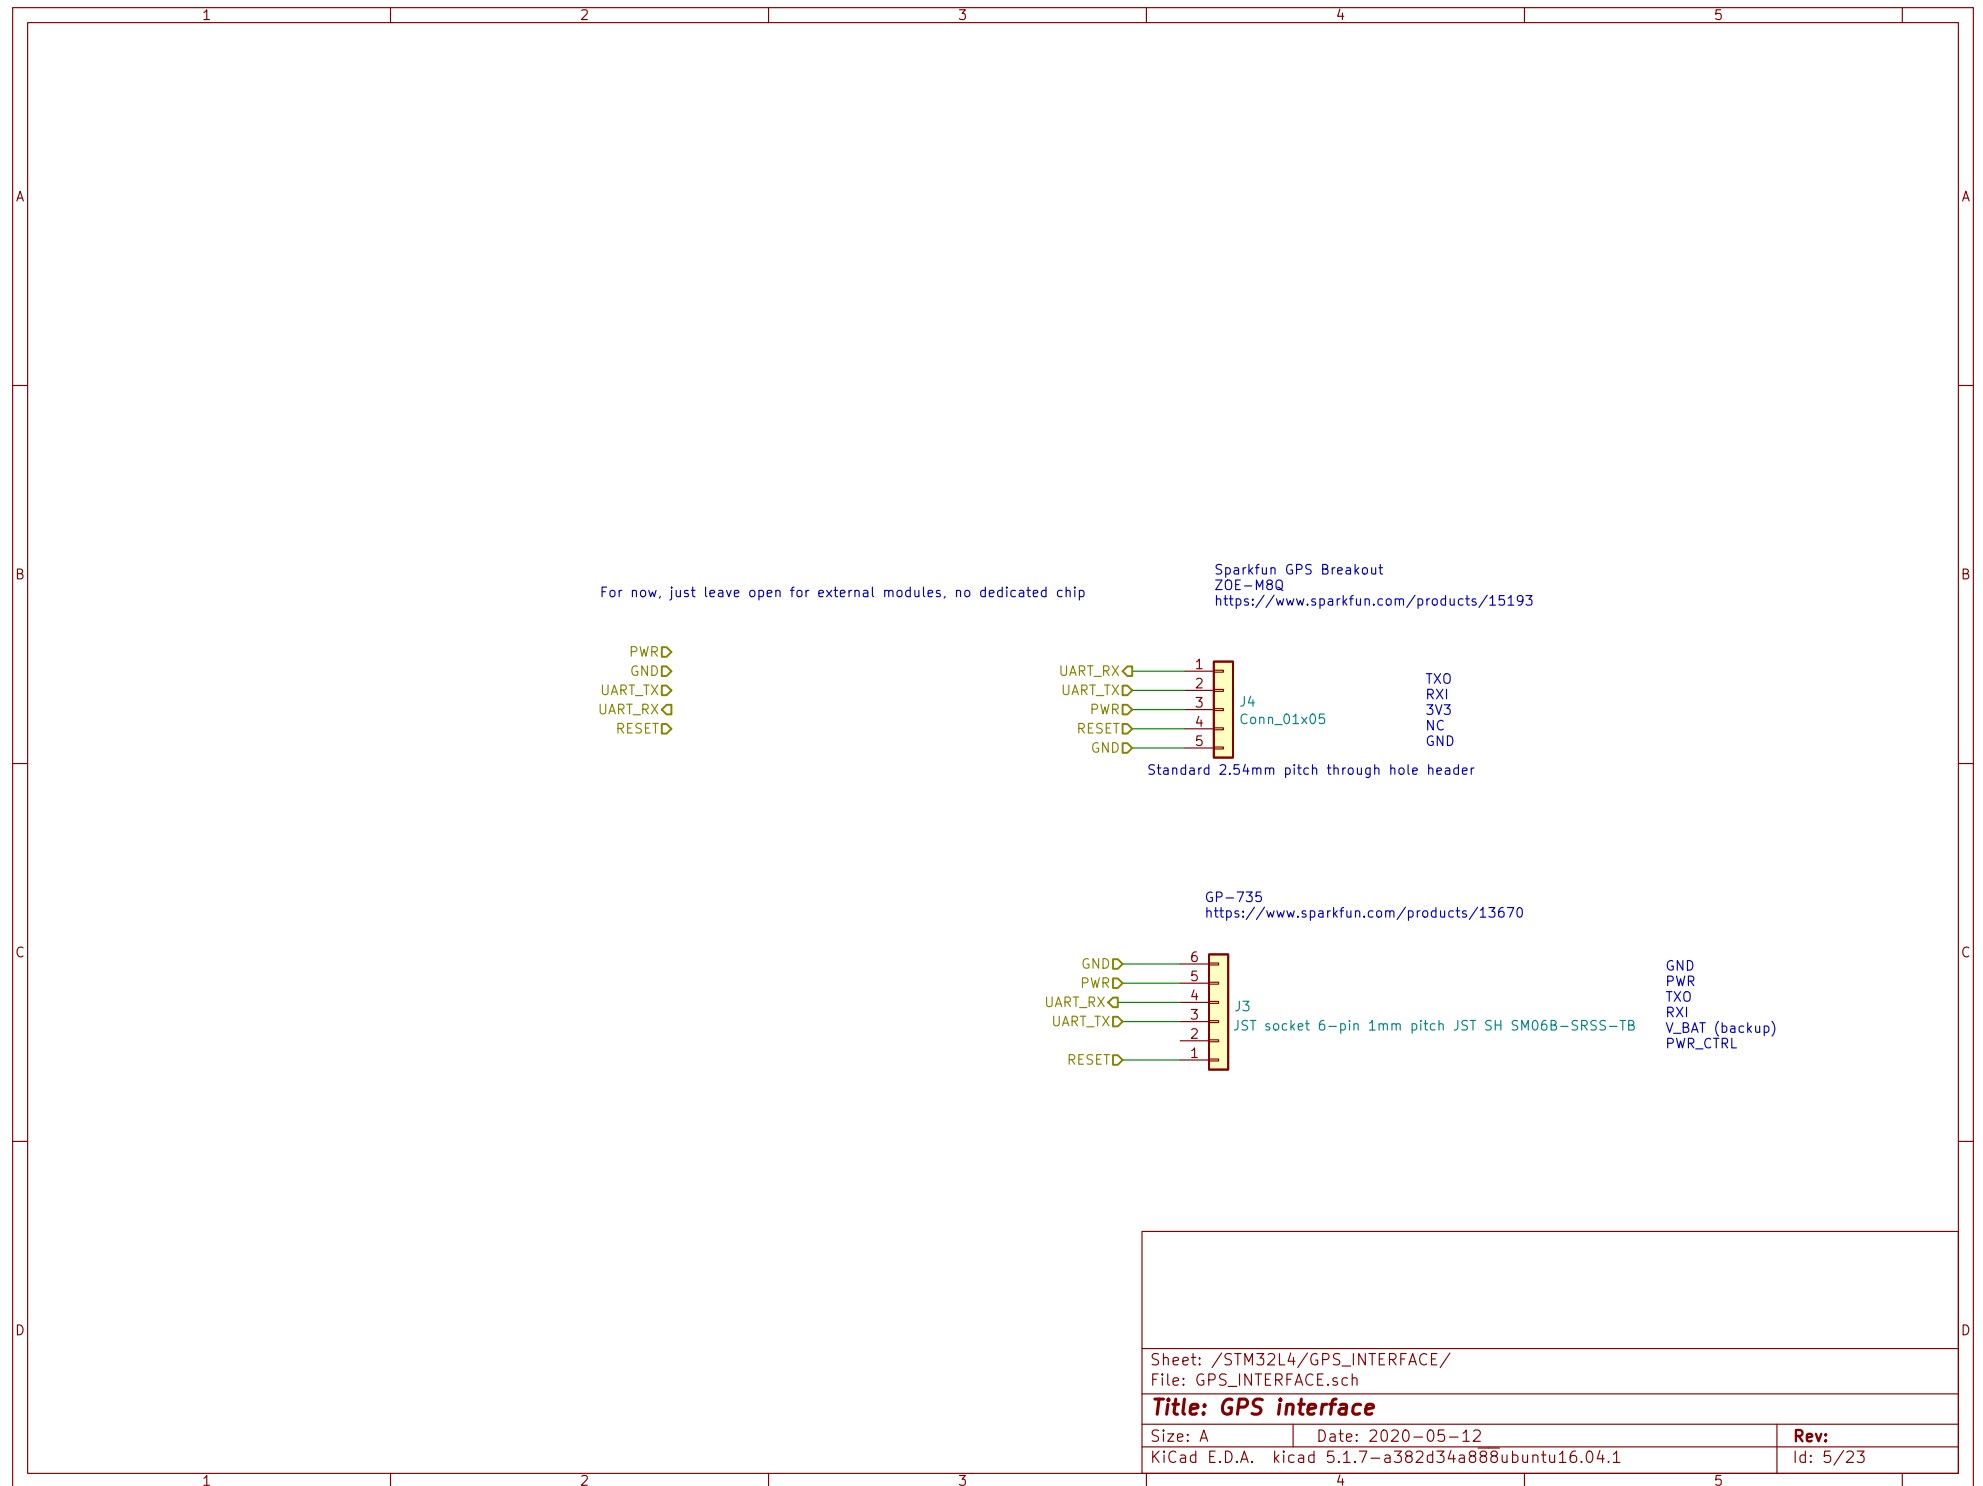 1 2 3 4 5
A A
B B
C C
D D
For now, just leave open for external modules, no dedicated chip
PWR
GND
UART_TX
UART_RX
RESET
Sparkfun GPS Breakout
ZOE-M8Q
https://www.sparkfun.com/products/15193
UART_RX 1
UART_TX 2
PWR 3
RESET 4
GND 5
J4
Conn_01x05
TXO
RXI
3V3
NC
GND
Standard 2.54mm pitch through hole header
GP-735
https://www.sparkfun.com/products/13670
GND 6
PWR 5
UART_RX 4
UART_TX 3
2
RESET 1
J3
JST socket 6-pin 1mm pitch JST SH SM06B-SRSS-TB
GND
PWR
TXO
RXI
V_BAT (backup)
PWR_CTRL
Sheet: /STM32L4/GPS_INTERFACE/
File: GPS_INTERFACE.sch
Title: GPS interface
Size: A Date: 2020-05-12 Rev:
KiCad E.D.A. kicad 5.1.7-a382d34a888ubuntu16.04.1 Id: 5/23
1 2 3 4 5